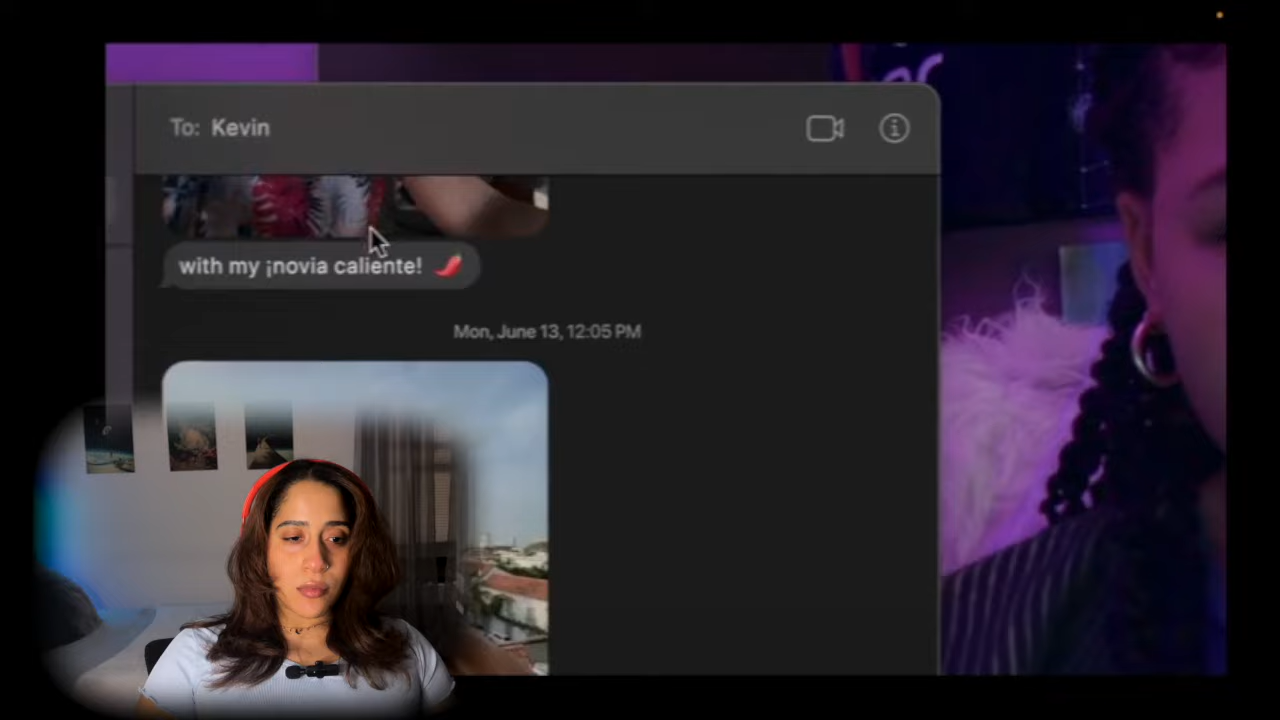 To: Kevin
with my ¡novia caliente! 🌶️
Mon, June 13, 12:05 PM